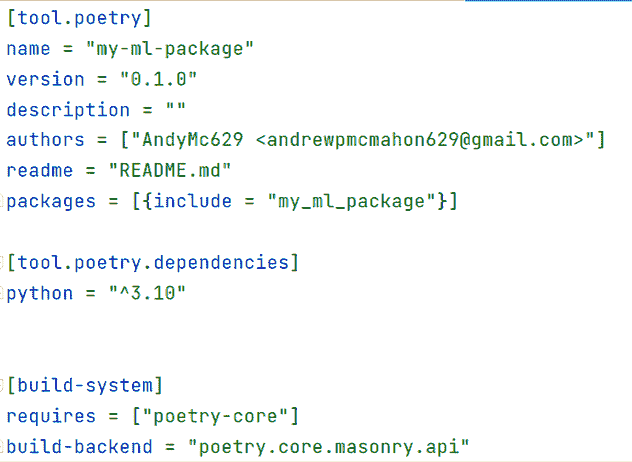 [tool.poetry]
name = "my-ml-package"
version = "0.1.0"
description = ""
authors = ["AndyMc629 <andrewpmcmahon629@gmail.com>"]
readme = "README.md"
packages = [{include = "my_ml_package"}]
[tool.poetry.dependencies]
python = "^3.10"
[build-system]
requires = ["poetry-core"]
build-backend = "poetry.core.masonry.api"